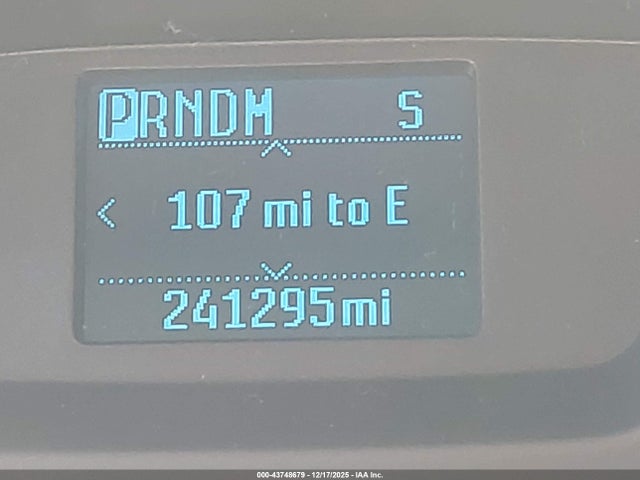 PRNDM S
< 107 mi to E
241295mi
000-43748679 - 12/17/2025 - IAA Inc.